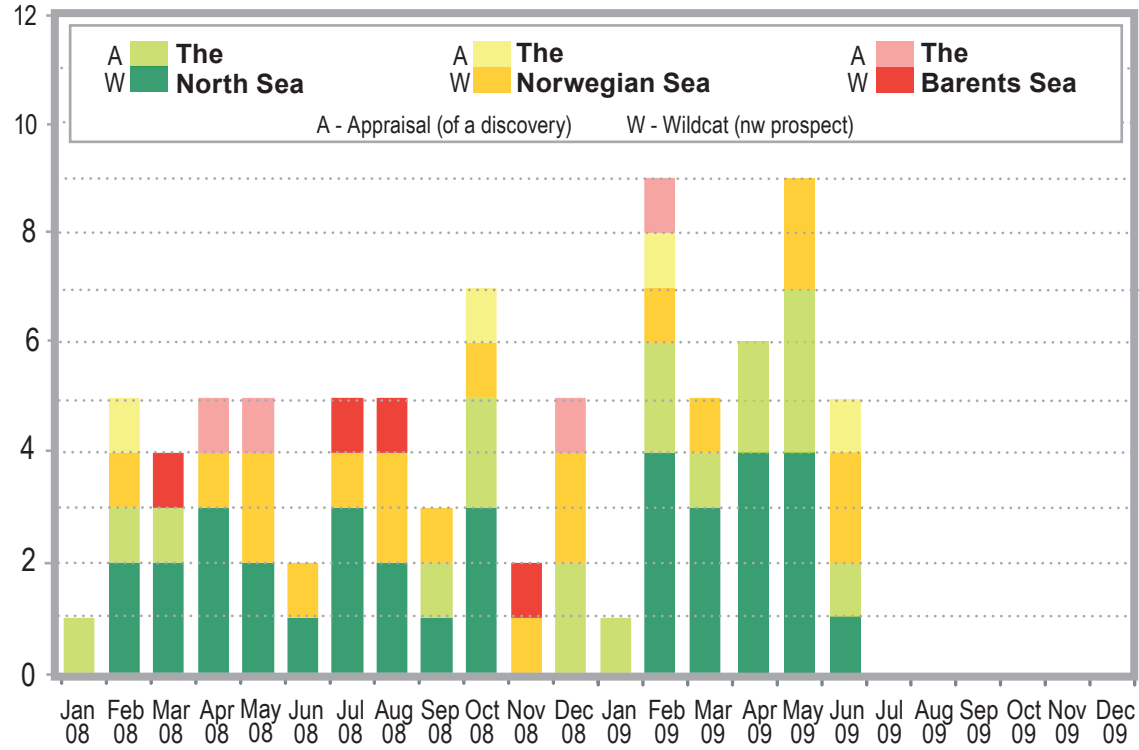 12
10
8
6
4
2
0
A The
W North Sea
A The
W Norwegian Sea
A The
W Barents Sea
A - Appraisal (of a discovery) W - Wildcat (nw prospect)
Jan Feb Mar Apr May Jun Jul Aug Sep Oct Nov Dec Jan Feb Mar Apr May Jun Jul Aug Sep Oct Nov Dec
08 08 08 08 08 08 08 08 08 08 08 08 09 09 09 09 09 09 09 09 09 09 09 09